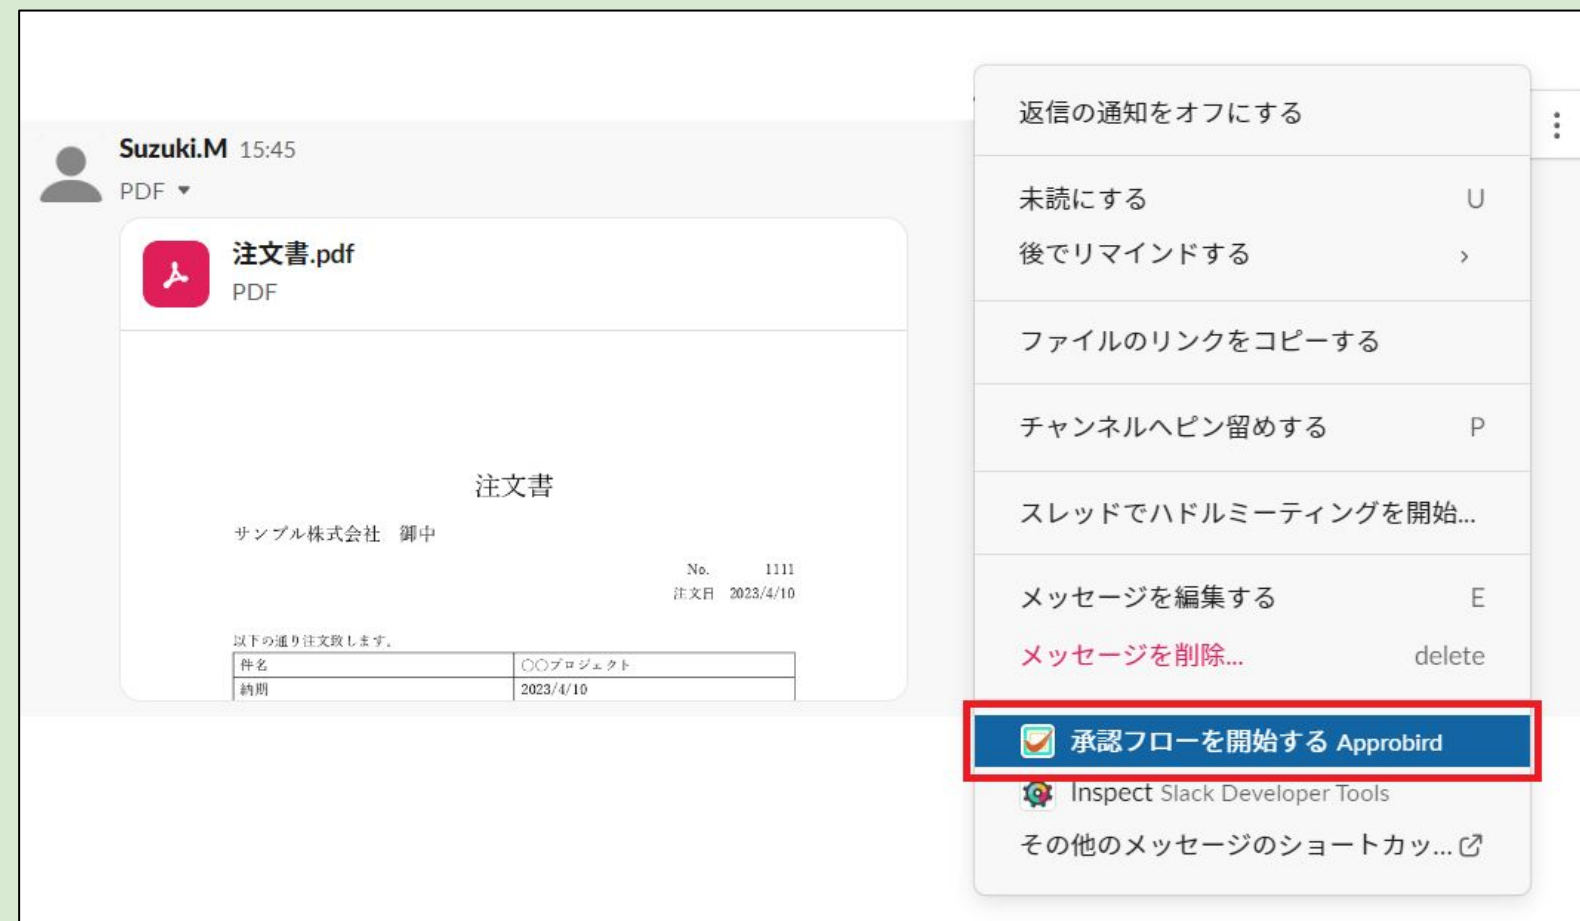 Suzuki.M 15:45
PDF
注文書.pdf
PDF
注文書
サンプル株式会社 御中
No. 1111
注文日 2023/4/10
以下の通り注文致します。
件名 〇〇プロジェクト
納期 2023/4/10
返信の通知をオフにする
未読にする U
後でリマインドする
ファイルのリンクをコピーする
チャンネルへピン留めする P
スレッドでハドルミーティングを開始...
メッセージを編集する E
メッセージを削除... delete
承認フローを開始する Approbird
Inspect Slack Developer Tools
その他のメッセージのショートカッ...